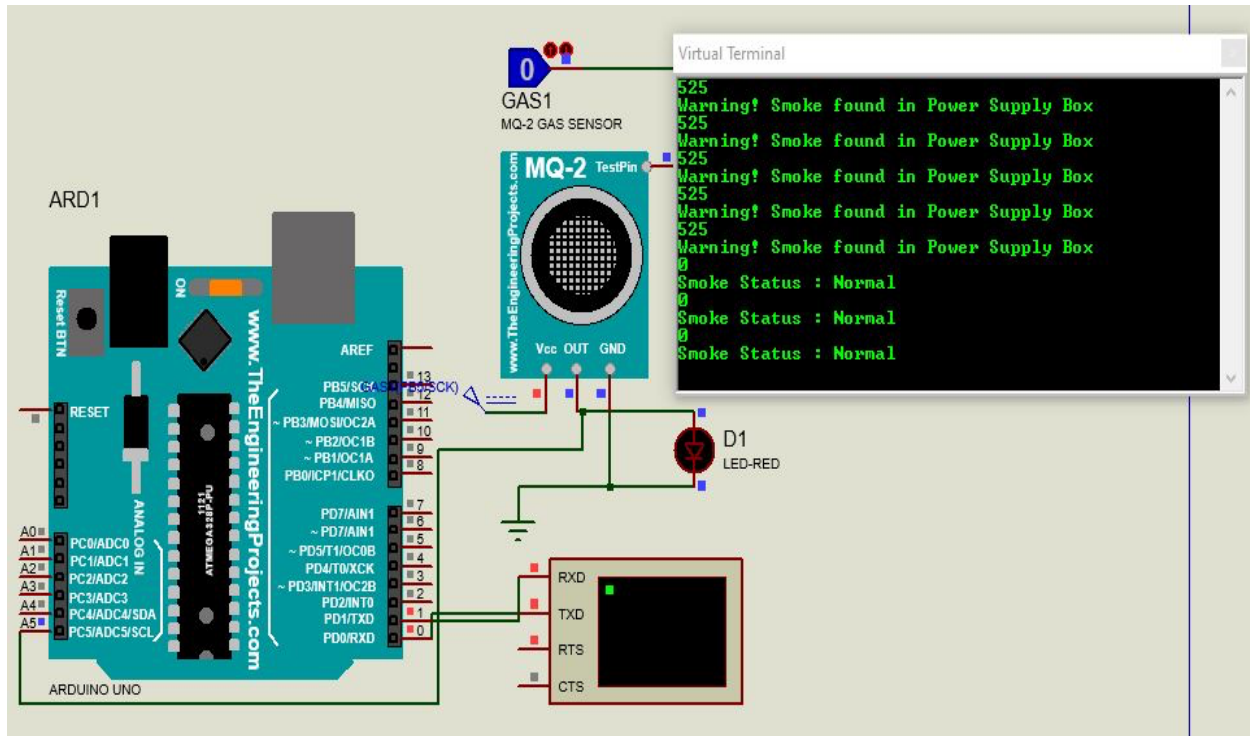 0
GAS1
MQ-2 GAS SENSOR
Virtual Terminal
525
Warning! Smoke found in Power Supply Box
525
Warning! Smoke found in Power Supply Box
525
Warning! Smoke found in Power Supply Box
525
Warning! Smoke found in Power Supply Box
525
Warning! Smoke found in Power Supply Box
0
Smoke Status : Normal
0
Smoke Status : Normal
0
Smoke Status : Normal
MQ-2
TestPin
www.TheEngineeringProjects.com
Vcc OUT GND
ARD1
Reset BTN
ON
www.TheEngineeringProjects.com
AREF
PB5/SCK
13
PB4/MISO
12
~ PB3/MOSI/OC2A
11
~ PB2/OC1B
10
~ PB1/OC1A
9
PB0/ICP1/CLKO
8
PD7/AIN1
7
~ PD7/AIN1
6
~ PD5/T1/OC0B
5
PD4/T0/XCK
4
~ PD3/INT1/OC2B
3
PD2/INT0
2
PD1/TXD
1
PD0/RXD
0
RESET
ANALOG IN
1121
ATMEGA328P-PU
A0
PC0/ADC0
A1
PC1/ADC1
A2
PC2/ADC2
A3
PC3/ADC3
A4
PC4/ADC4/SDA
A5
PC5/ADC5/SCL
ARDUINO UNO
D1
LED-RED
RXD
TXD
RTS
CTS